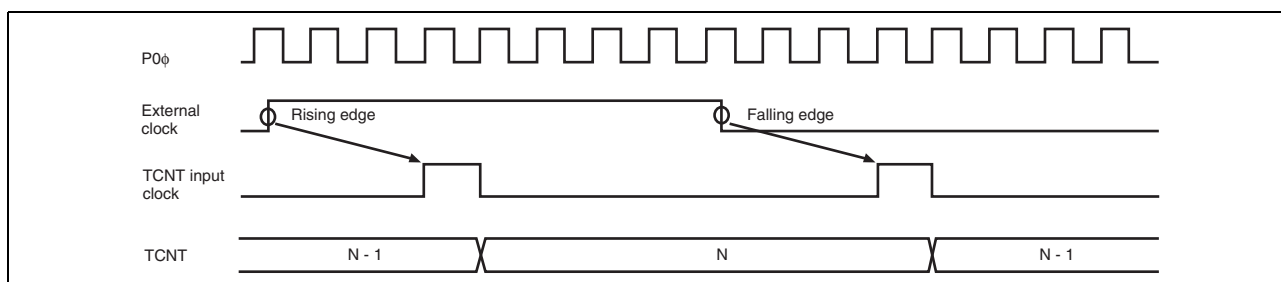 P0ϕ
External
clock
Rising edge
Falling edge
TCNT input
clock
TCNT
N - 1
N
N - 1